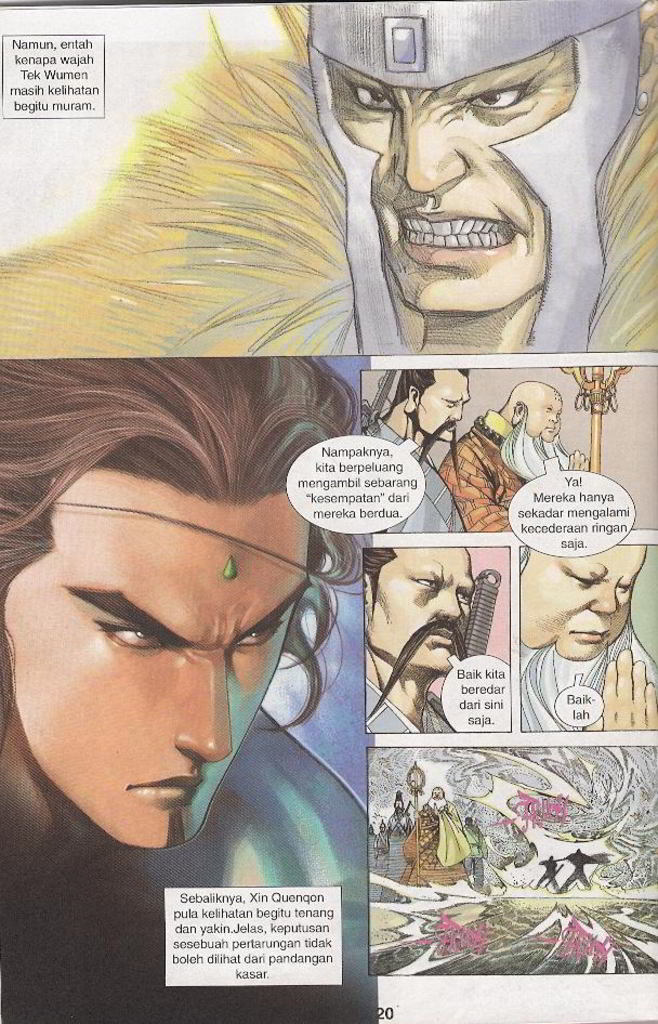 Namun, entah
kenapa wajah
Tek Wumen
masih kelihatan
begitu muram.
Nampaknya,
kita berpeluang
mengambil sebarang
“kesempatan” dari
mereka berdua.
Ya!
Mereka hanya
sekadar mengalami
kecederaan ringan
saja.
Baik kita
beredar
dari sini
saja.
Baik-
lah
Sebaliknya, Xin Quenqon
pula kelihatan begitu tenang
dan yakin.Jelas, keputusan
sesebuah pertarungan tidak
boleh dilihat dari pandangan
kasar.
20